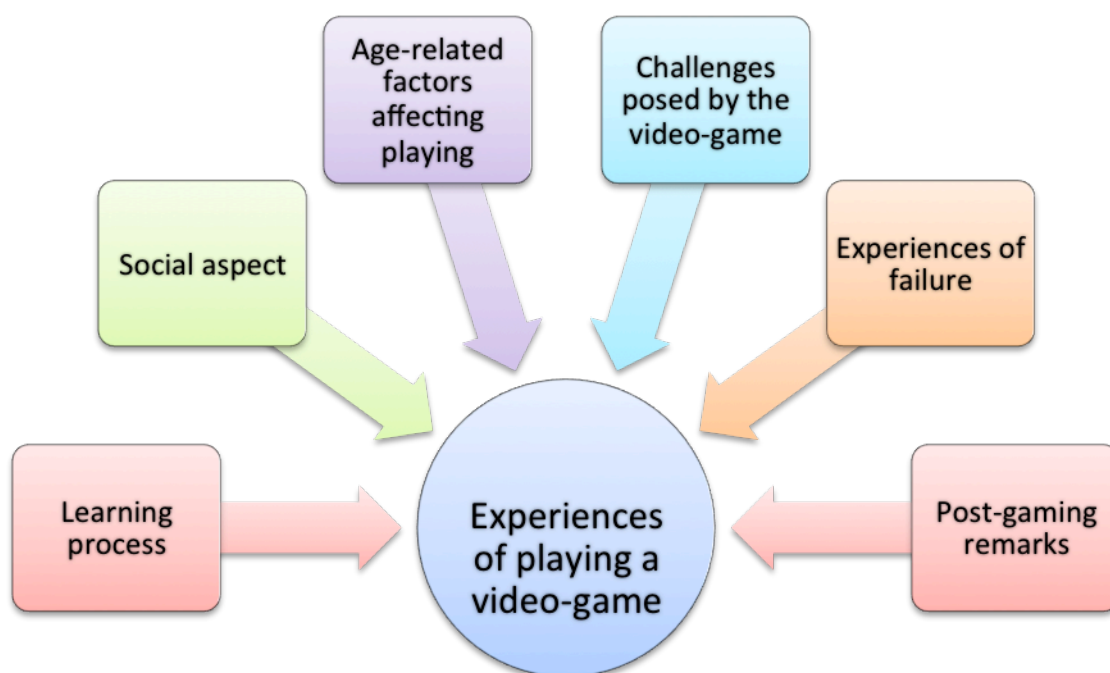 Age-related
factors
affecting
playing
Challenges
posed by the
video-game
Social aspect
Experiences of
failure
Learning
process
Experiences
of playing a
video-game
Post-gaming
remarks